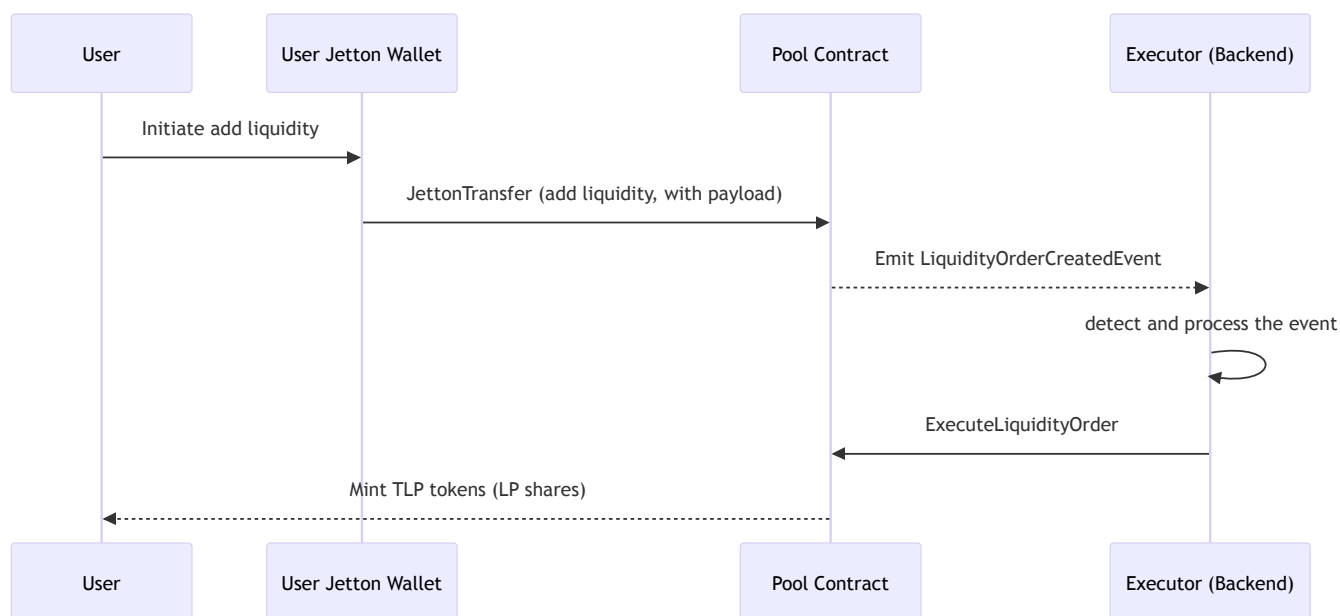 User
User Jetton Wallet
Pool Contract
Executor (Backend)
Initiate add liquidity
JettonTransfer (add liquidity, with payload)
Emit LiquidityOrderCreatedEvent
detect and process the event
ExecuteLiquidityOrder
Mint TLP tokens (LP shares)
User
User Jetton Wallet
Pool Contract
Executor (Backend)